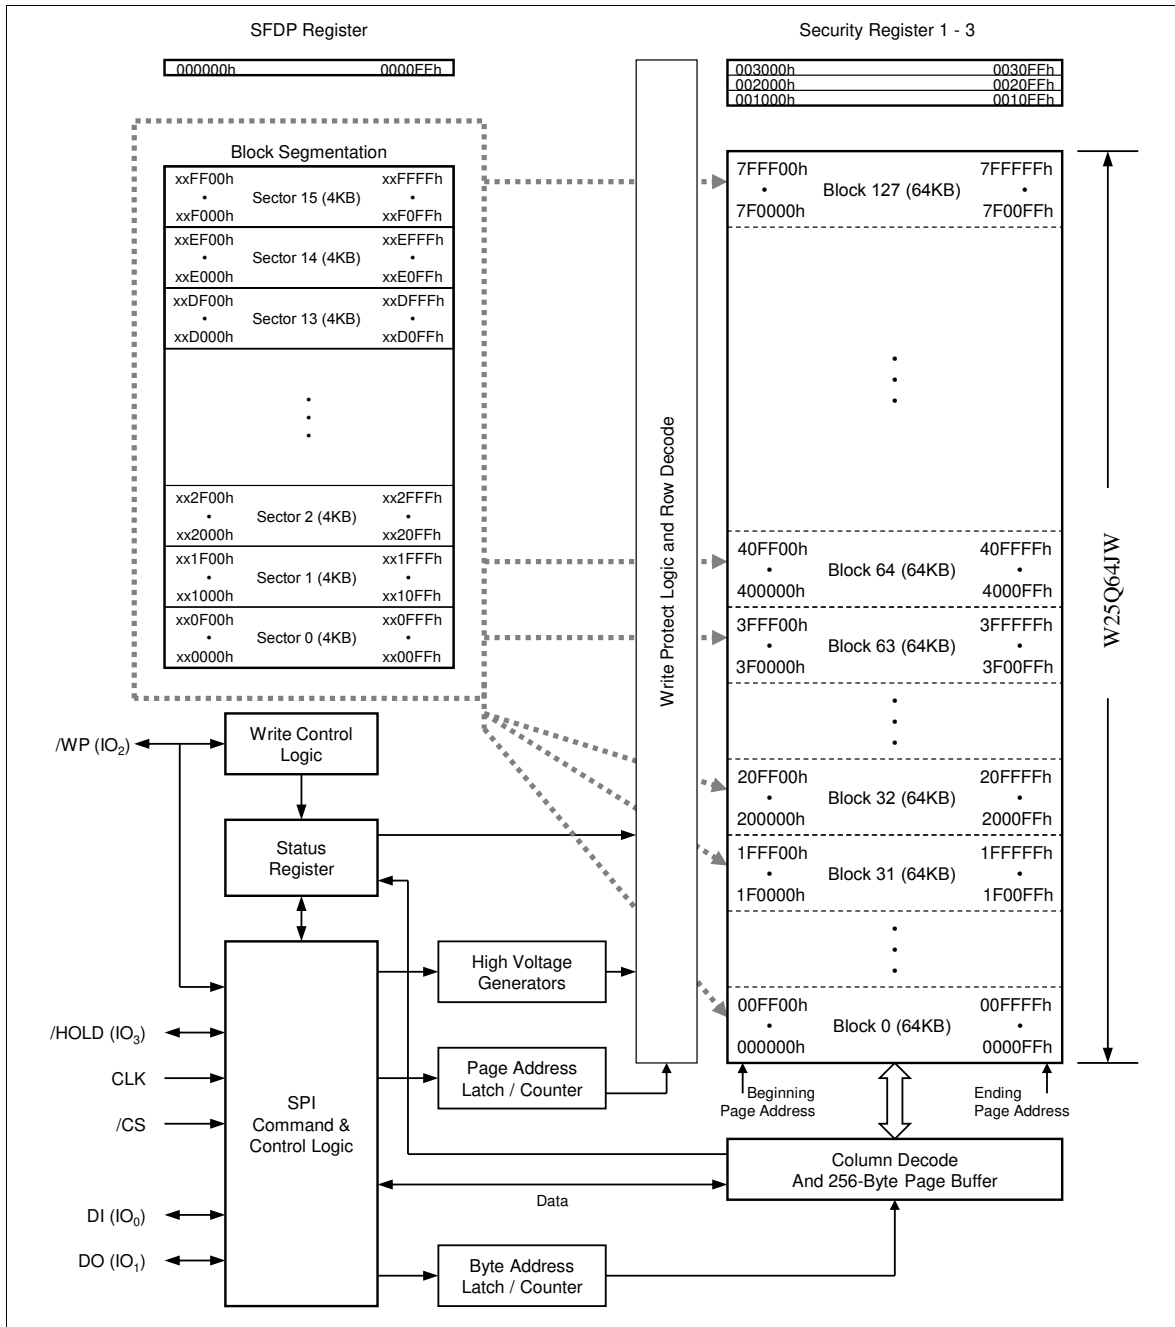 SFDP Register
000000h 0000FFh
Security Register 1 - 3
003000h 0030FFh
002000h 0020FFh
001000h 0010FFh
Block Segmentation
xxFF00h xxFFFFh
• Sector 15 (4KB) •
xxF000h xxF0FFh
xxEF00h xxEFFFh
• Sector 14 (4KB) •
xxE000h xxE0FFh
xxDF00h xxDFFFh
• Sector 13 (4KB) •
xxD000h xxD0FFh
xx2F00h xx2FFFh
• Sector 2 (4KB) •
xx2000h xx20FFh
xx1F00h xx1FFFh
• Sector 1 (4KB) •
xx1000h xx10FFh
xx0F00h xx0FFFh
• Sector 0 (4KB) •
xx0000h xx00FFh
Write Protect Logic and Row Decode
7FFF00h 7FFFFFh
• Block 127 (64KB) •
7F0000h 7F00FFh
40FF00h 40FFFFh
• Block 64 (64KB) •
400000h 4000FFh
3FFF00h 3FFFFFh
• Block 63 (64KB) •
3F0000h 3F00FFh
20FF00h 20FFFFh
• Block 32 (64KB) •
200000h 2000FFh
1FFF00h 1FFFFFh
• Block 31 (64KB) •
1F0000h 1F00FFh
00FF00h 00FFFFh
• Block 0 (64KB) •
000000h 0000FFh
W25Q64JW
Beginning
Page Address
Ending
Page Address
/WP (IO2)
Write Control
Logic
Status
Register
High Voltage
Generators
/HOLD (IO3)
CLK
/CS
SPI
Command &
Control Logic
Page Address
Latch / Counter
Column Decode
And 256-Byte Page Buffer
Data
DI (IO0)
DO (IO1)
Byte Address
Latch / Counter